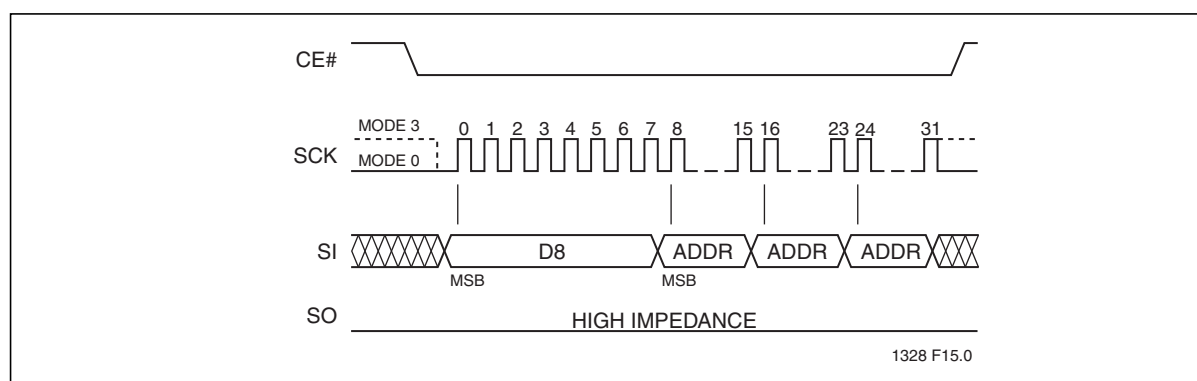 CE#
MODE 3
0 1 2 3 4 5 6 7 8 15 16 23 24 31
SCK
MODE 0
SI D8 ADDR ADDR ADDR
MSB MSB
SO HIGH IMPEDANCE
1328 F15.0